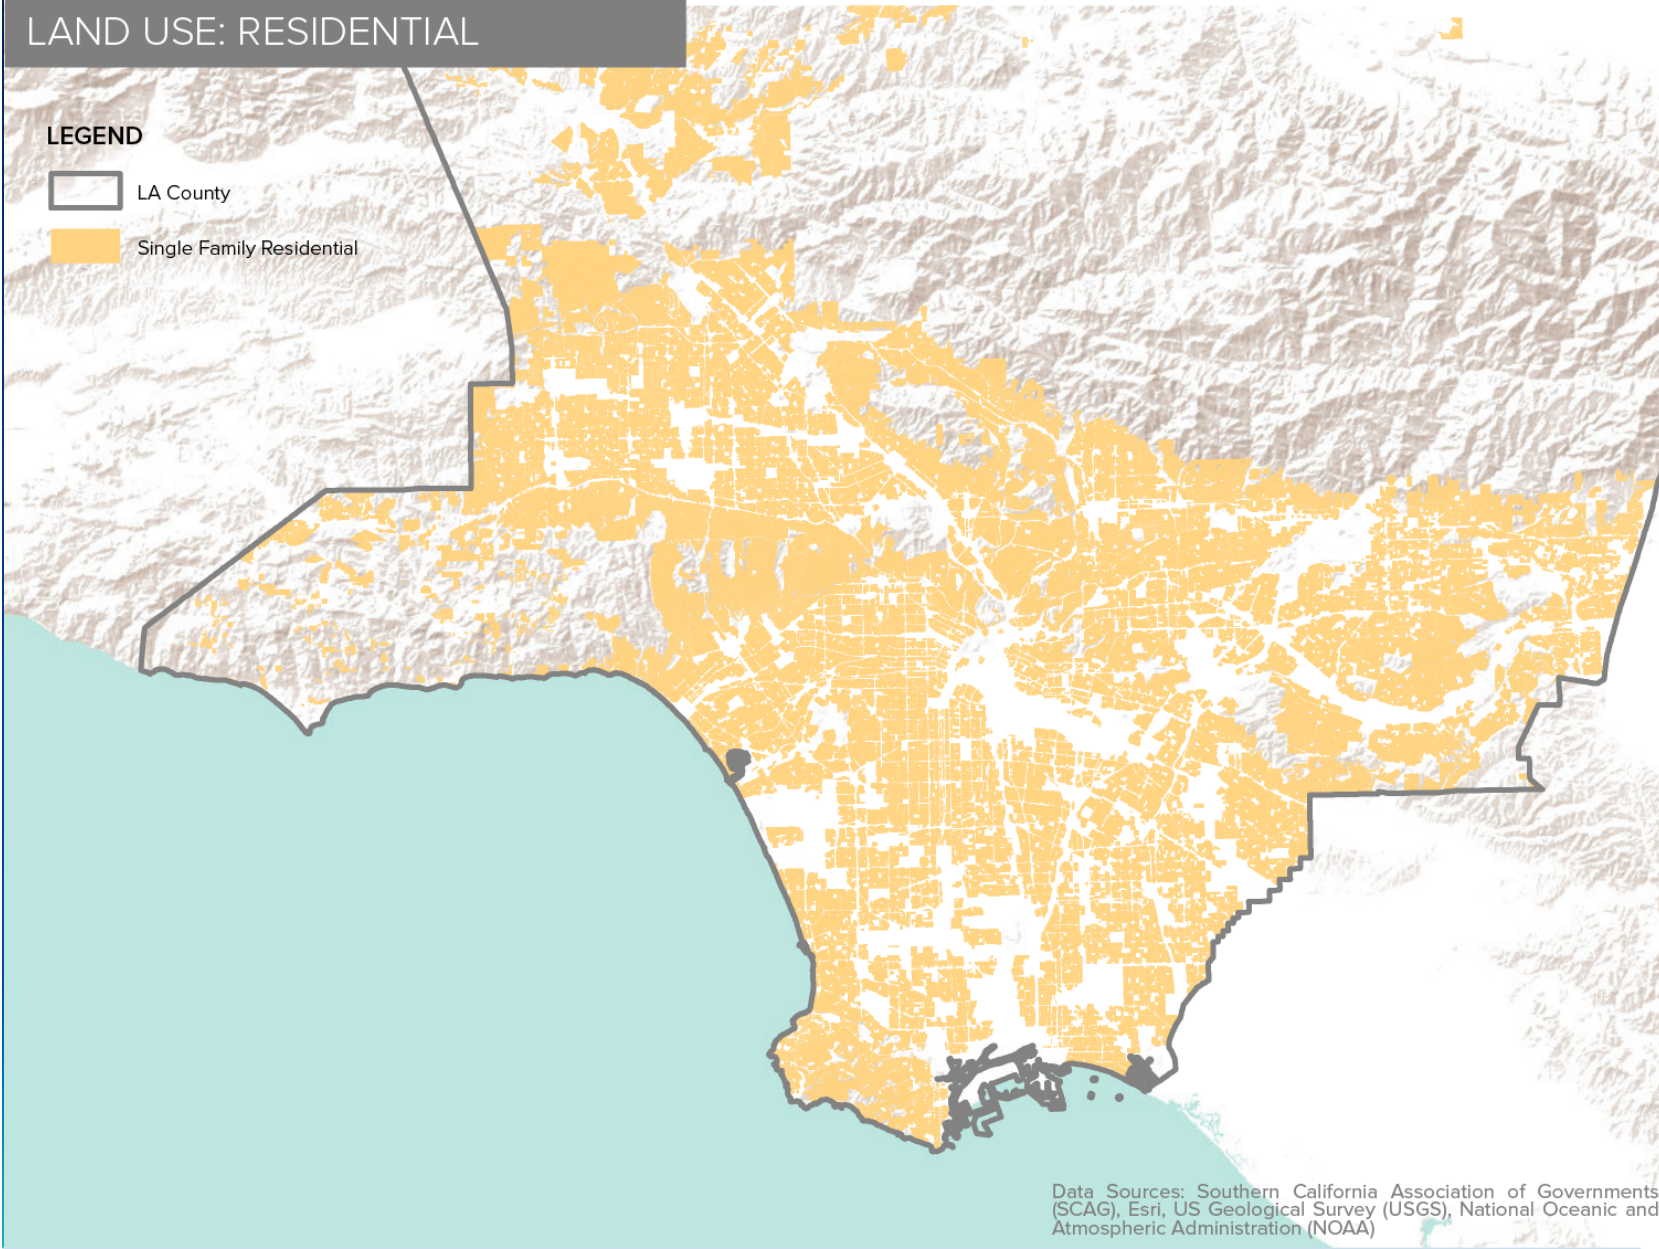 LAND USE: RESIDENTIAL
LEGEND
LA County
Single Family Residential
Data Sources: Southern California Association of Governments
(SCAG), Esri, US Geological Survey (USGS), National Oceanic and
Atmospheric Administration (NOAA)